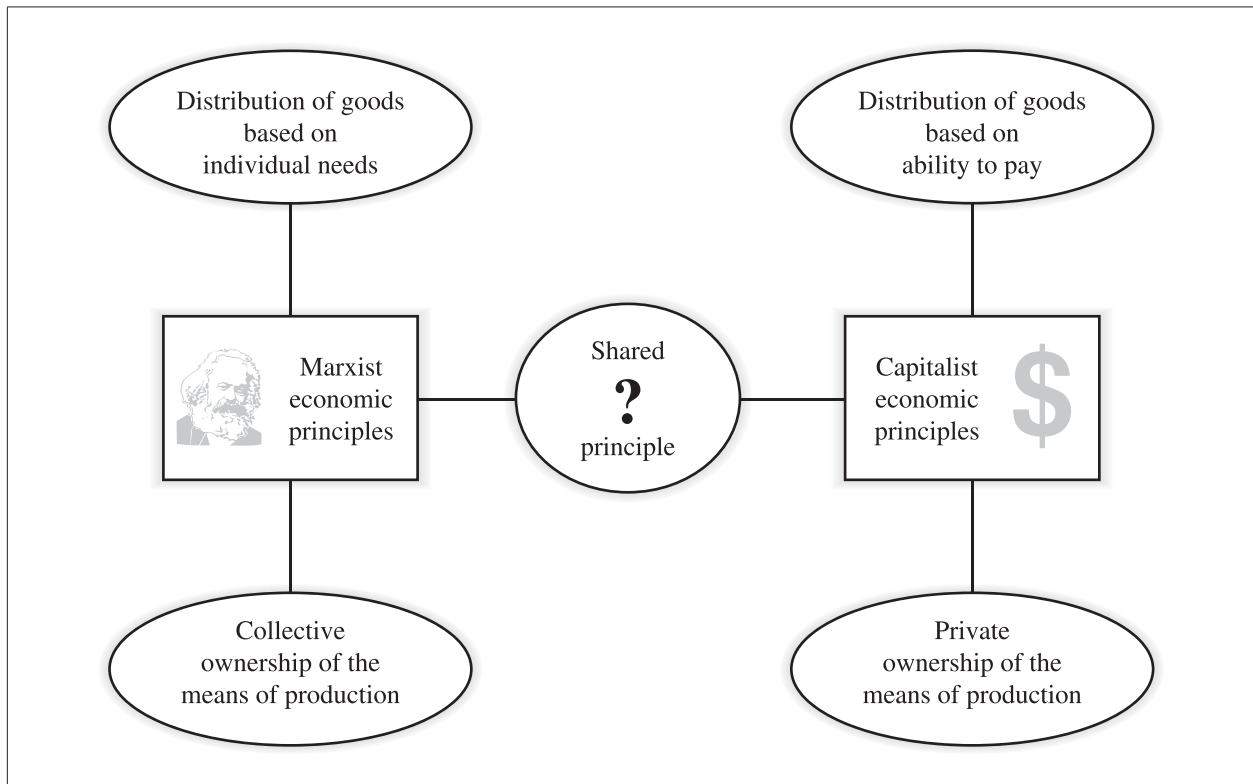 Distribution of goods
based on
individual needs
Distribution of goods
based on
ability to pay
Marxist
economic
principles
Shared
?
principle
Capitalist
economic
principles
$
Collective
ownership of the
means of production
Private
ownership of the
means of production